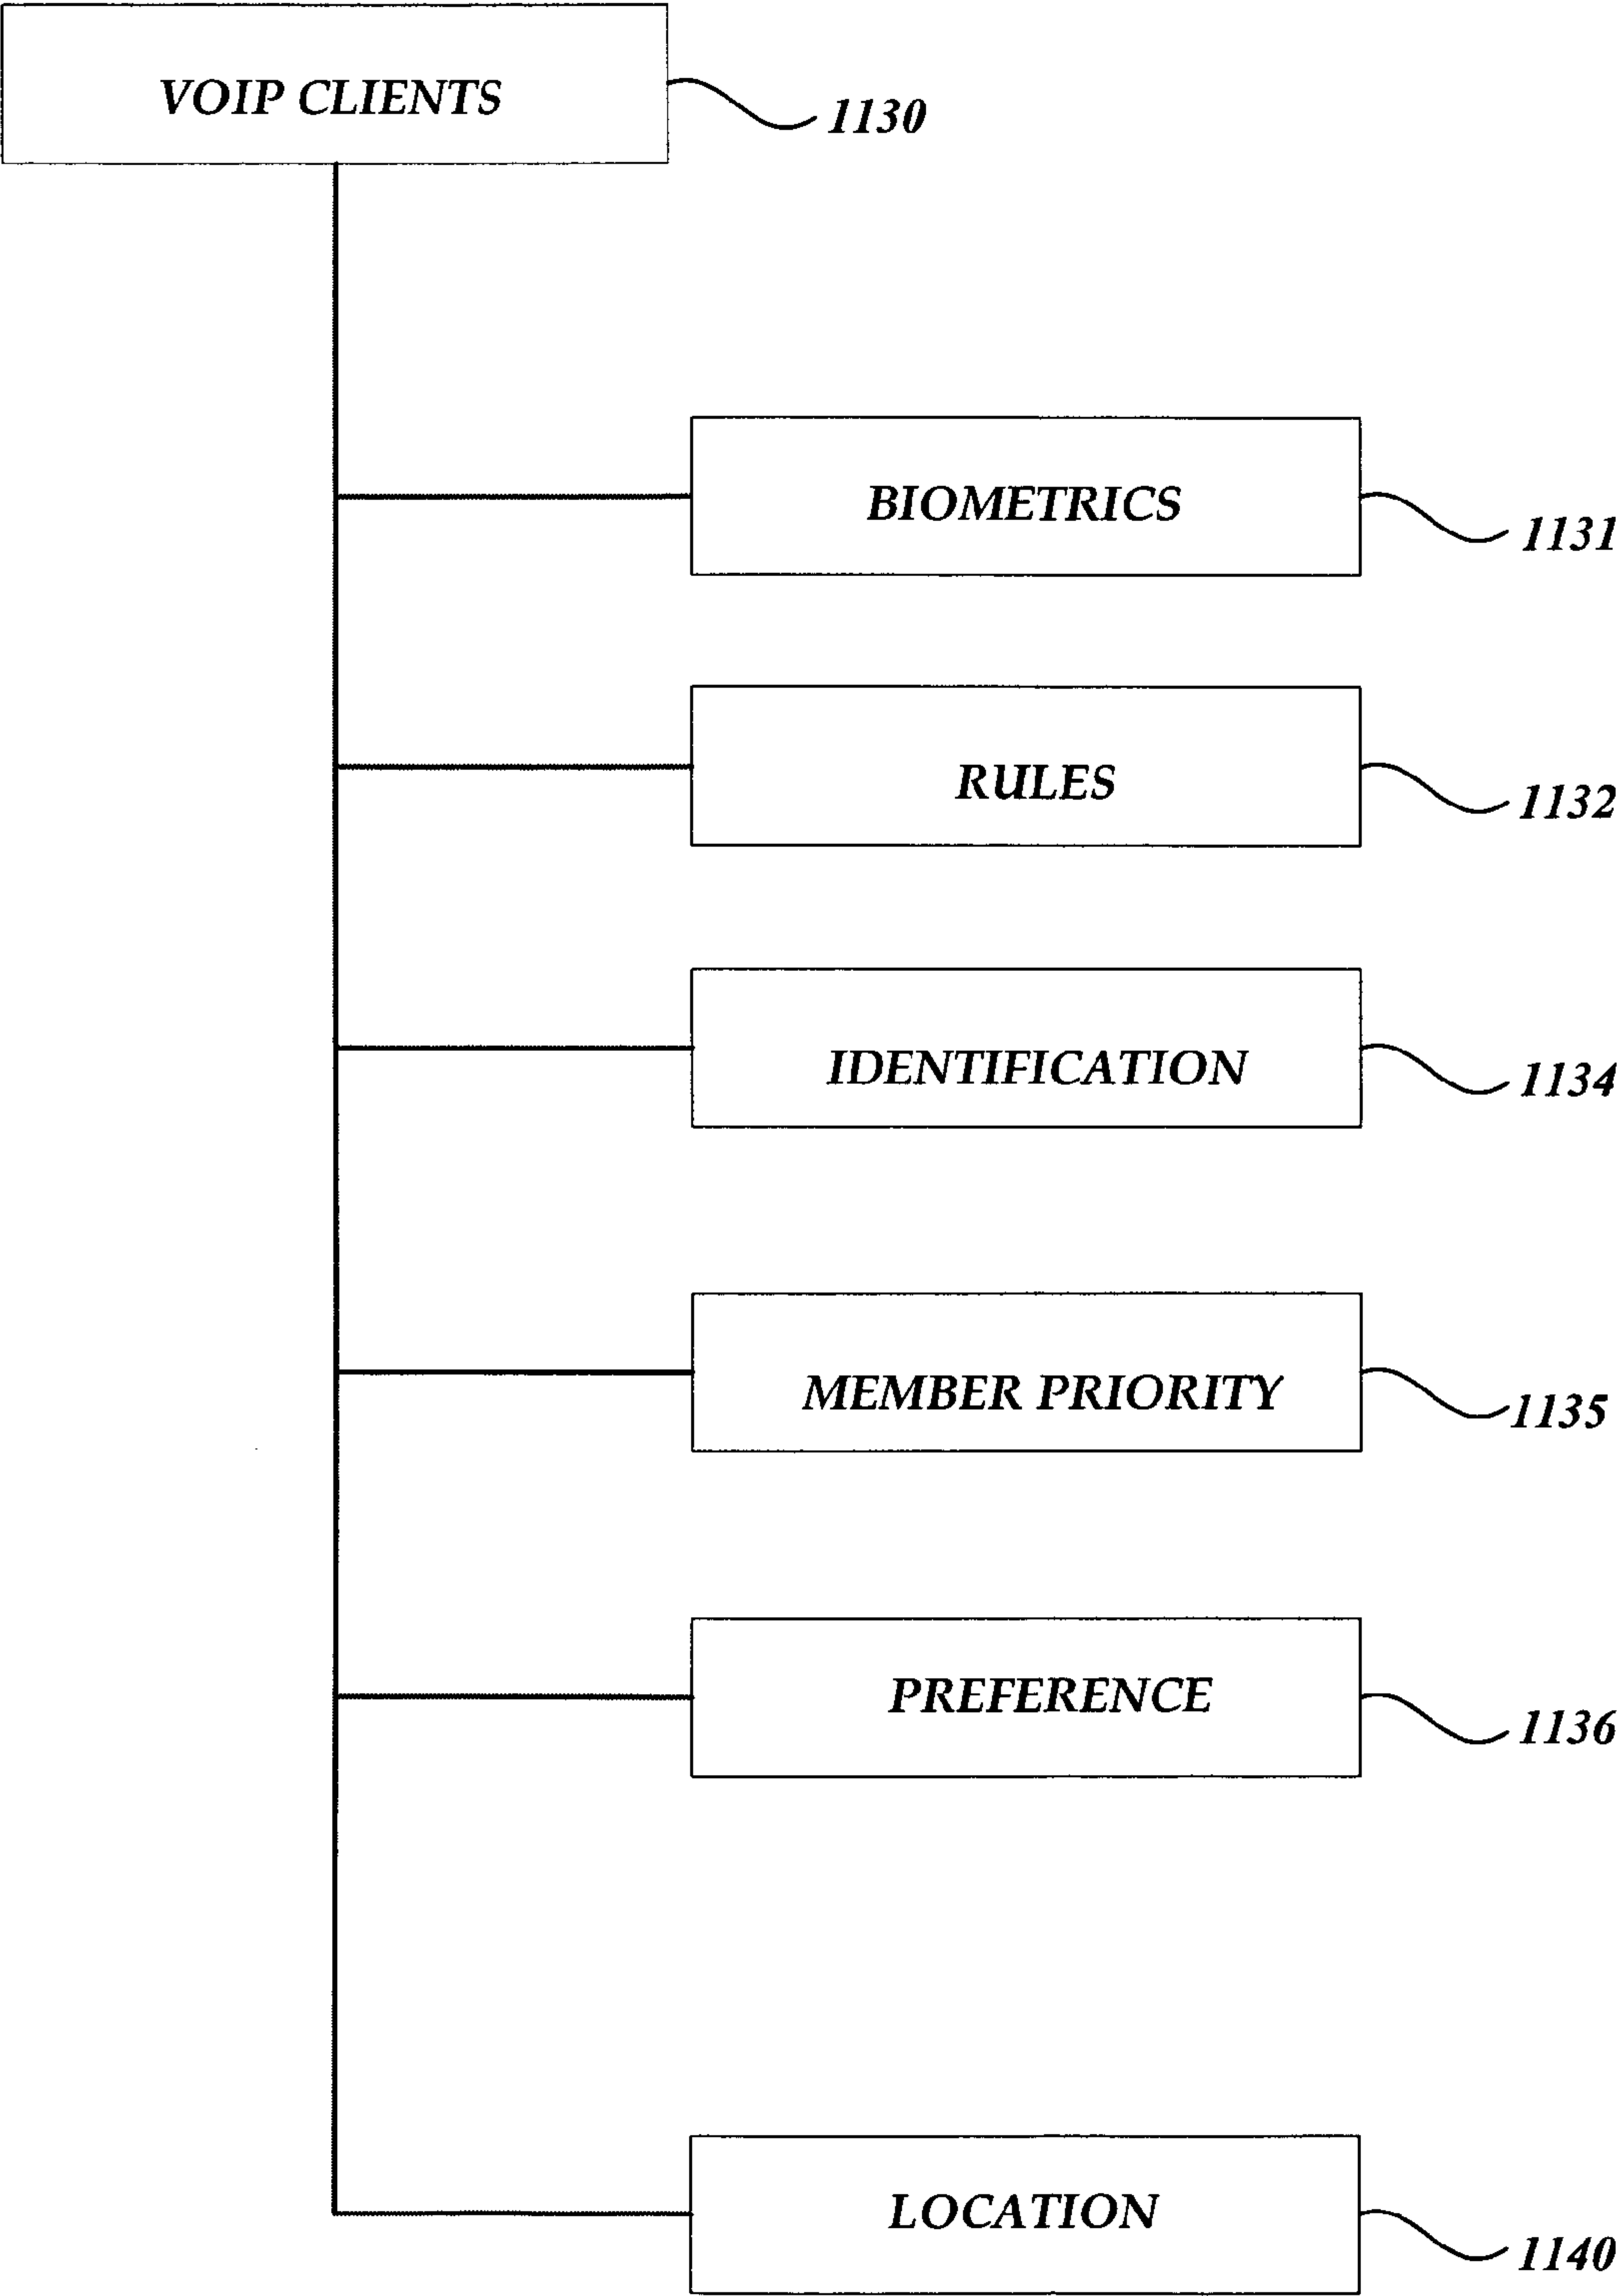 VOIP CLIENTS
1130
BIOMETRICS
1131
RULES
1132
IDENTIFICATION
1134
MEMBER PRIORITY
1135
PREFERENCE
1136
LOCATION
1140